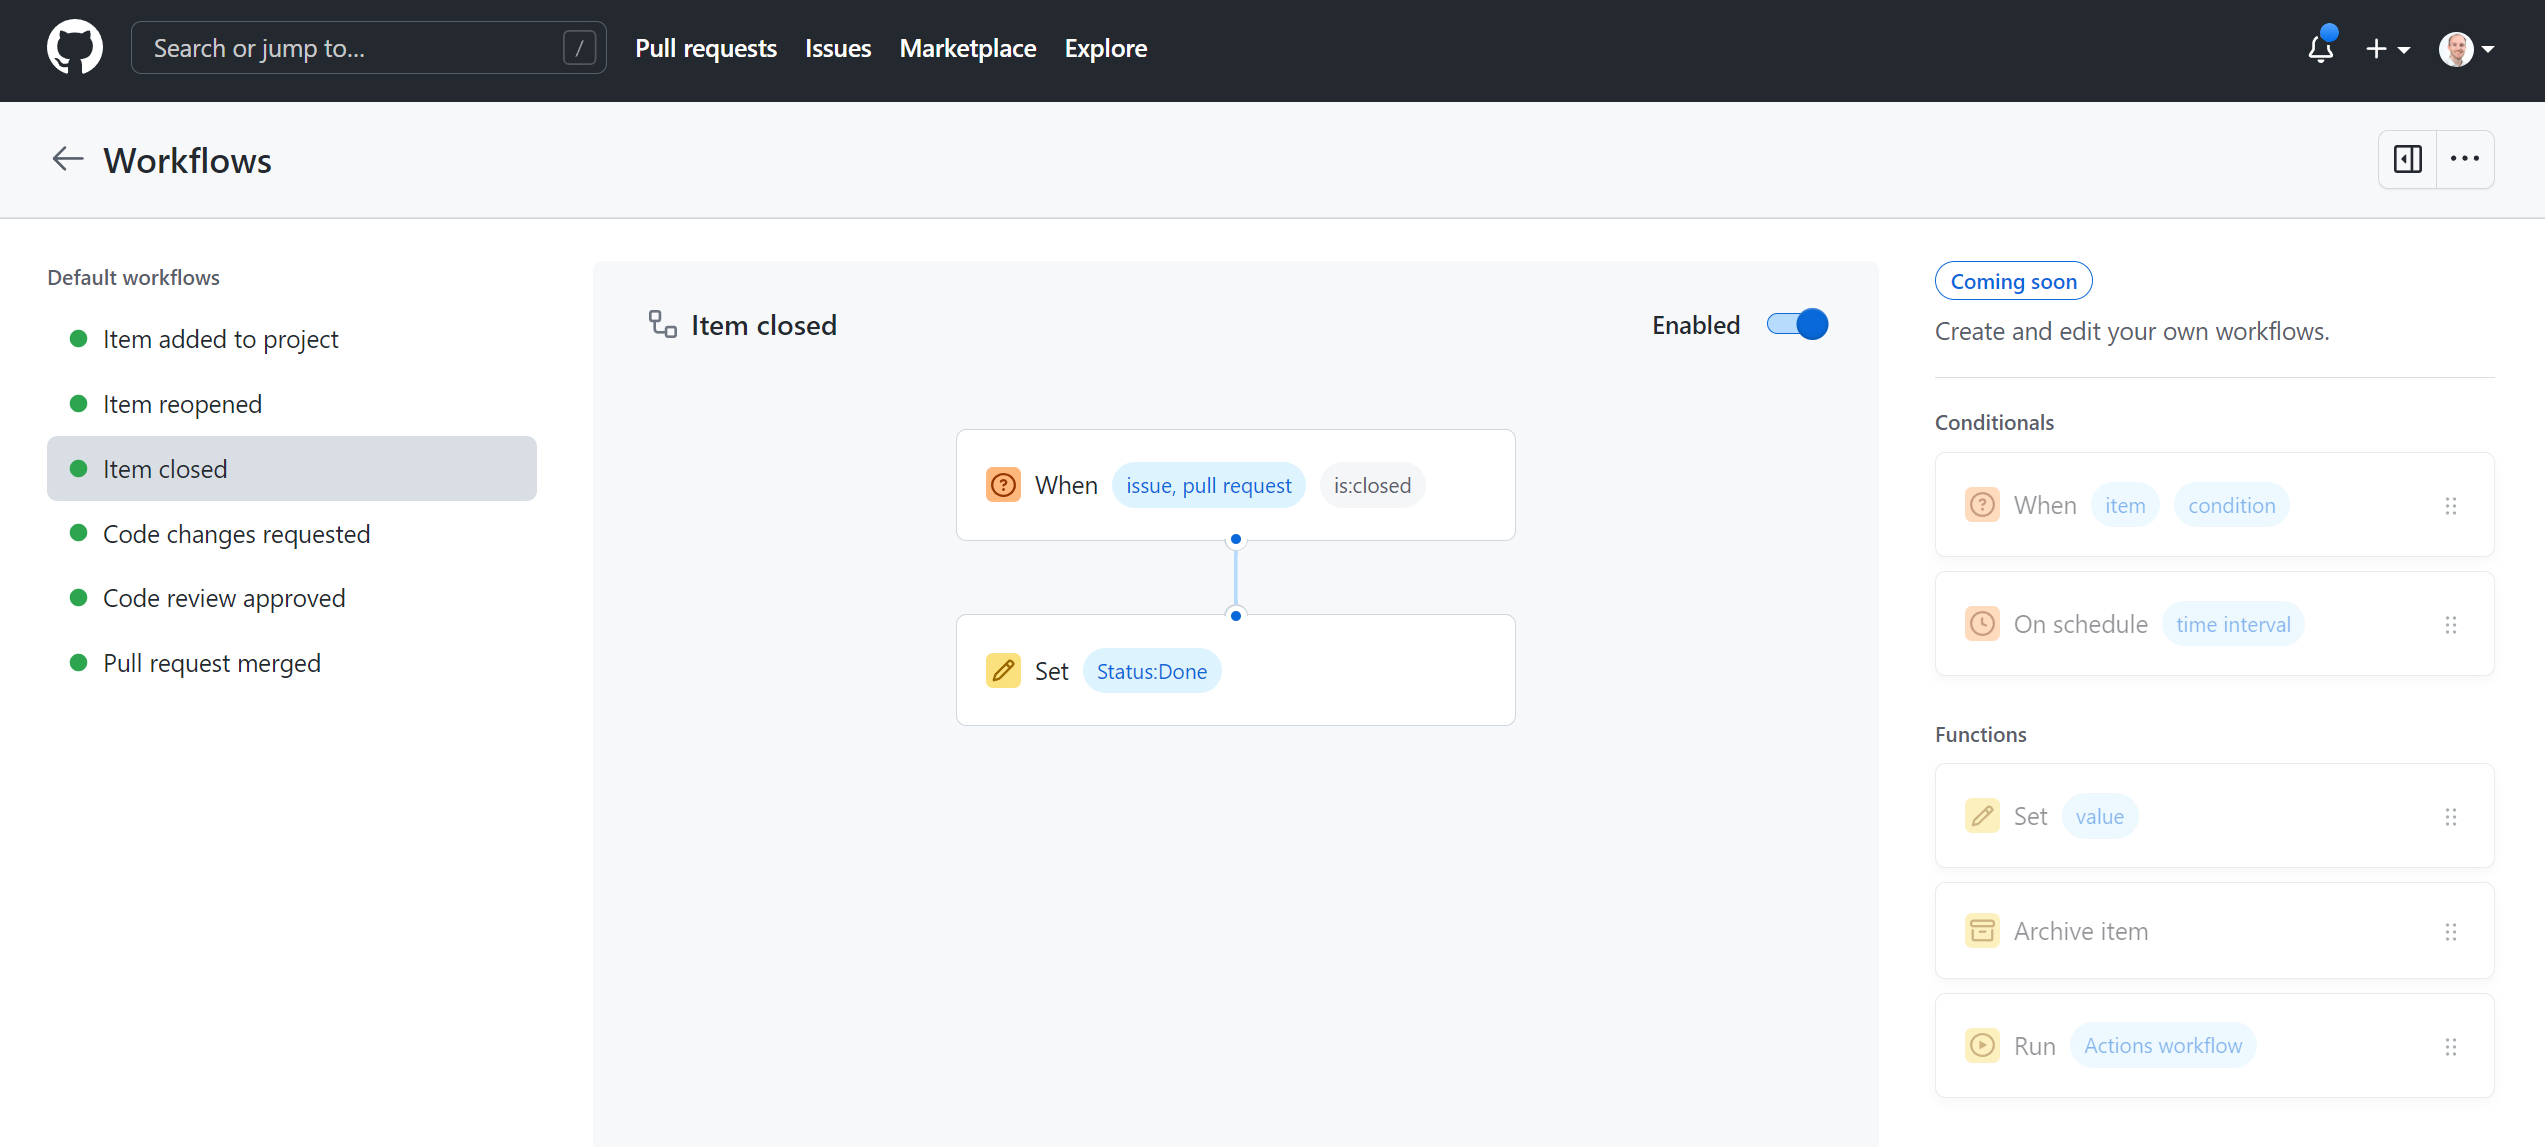 Search or jump to... / Pull requests Issues Marketplace Explore
Workflows
Default workflows
Item added to project
Item reopened
Item closed
Code changes requested
Code review approved
Pull request merged
Item closed Enabled
When issue, pull request is:closed
Set Status:Done
Coming soon
Create and edit your own workflows.
Conditionals
When item condition
On schedule time interval
Functions
Set value
Archive item
Run Actions workflow